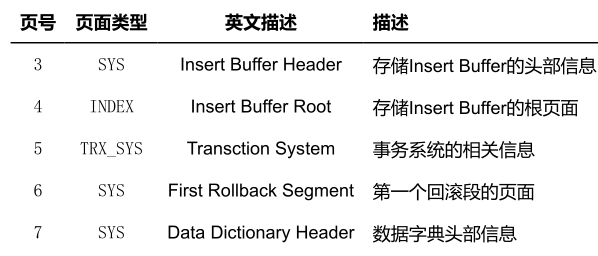 页号 页面类型 英文描述 描述
3 SYS Insert Buffer Header 存储Insert Buffer的头部信息
4 INDEX Insert Buffer Root 存储Insert Buffer的根页面
5 TRX_SYS Transction System 事务系统的相关信息
6 SYS First Rollback Segment 第一个回滚段的页面
7 SYS Data Dictionary Header 数据字典头部信息